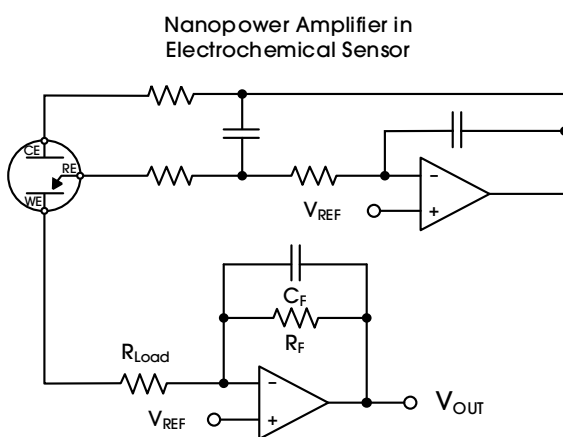 Nanopower Amplifier in
Electrochemical Sensor
CE
RE
WE
VREF
−
+
CF
RF
RLoad
−
VREF
+
VOUT